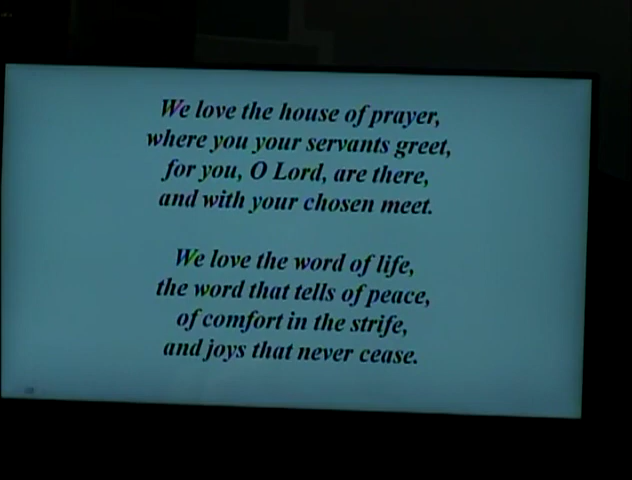 We love the house of prayer,
where you your servants greet,
for you, O Lord, are there,
and with your chosen meet.
We love the word of life,
the word that tells of peace,
of comfort in the strife,
and joys that never cease.